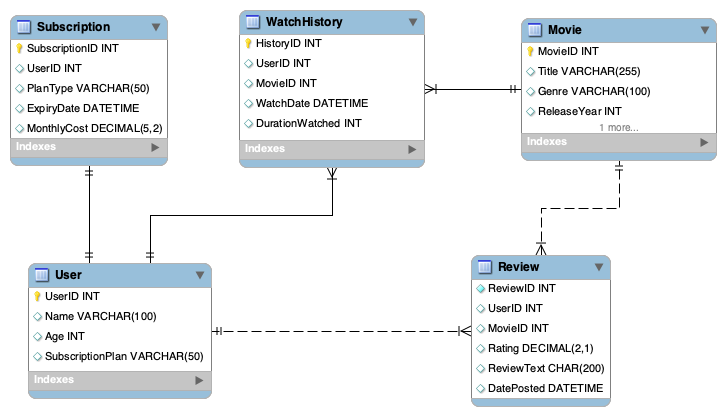 Subscription
SubscriptionID INT
UserID INT
PlanType VARCHAR(50)
ExpiryDate DATETIME
MonthlyCost DECIMAL(5,2)
Indexes
WatchHistory
HistoryID INT
UserID INT
MovieID INT
WatchDate DATETIME
DurationWatched INT
Indexes
Movie
MovieID INT
Title VARCHAR(255)
Genre VARCHAR(100)
ReleaseYear INT
1 more...
Indexes
User
UserID INT
Name VARCHAR(100)
Age INT
SubscriptionPlan VARCHAR(50)
Indexes
Review
ReviewID INT
UserID INT
MovieID INT
Rating DECIMAL(2,1)
ReviewText CHAR(200)
DatePosted DATETIME